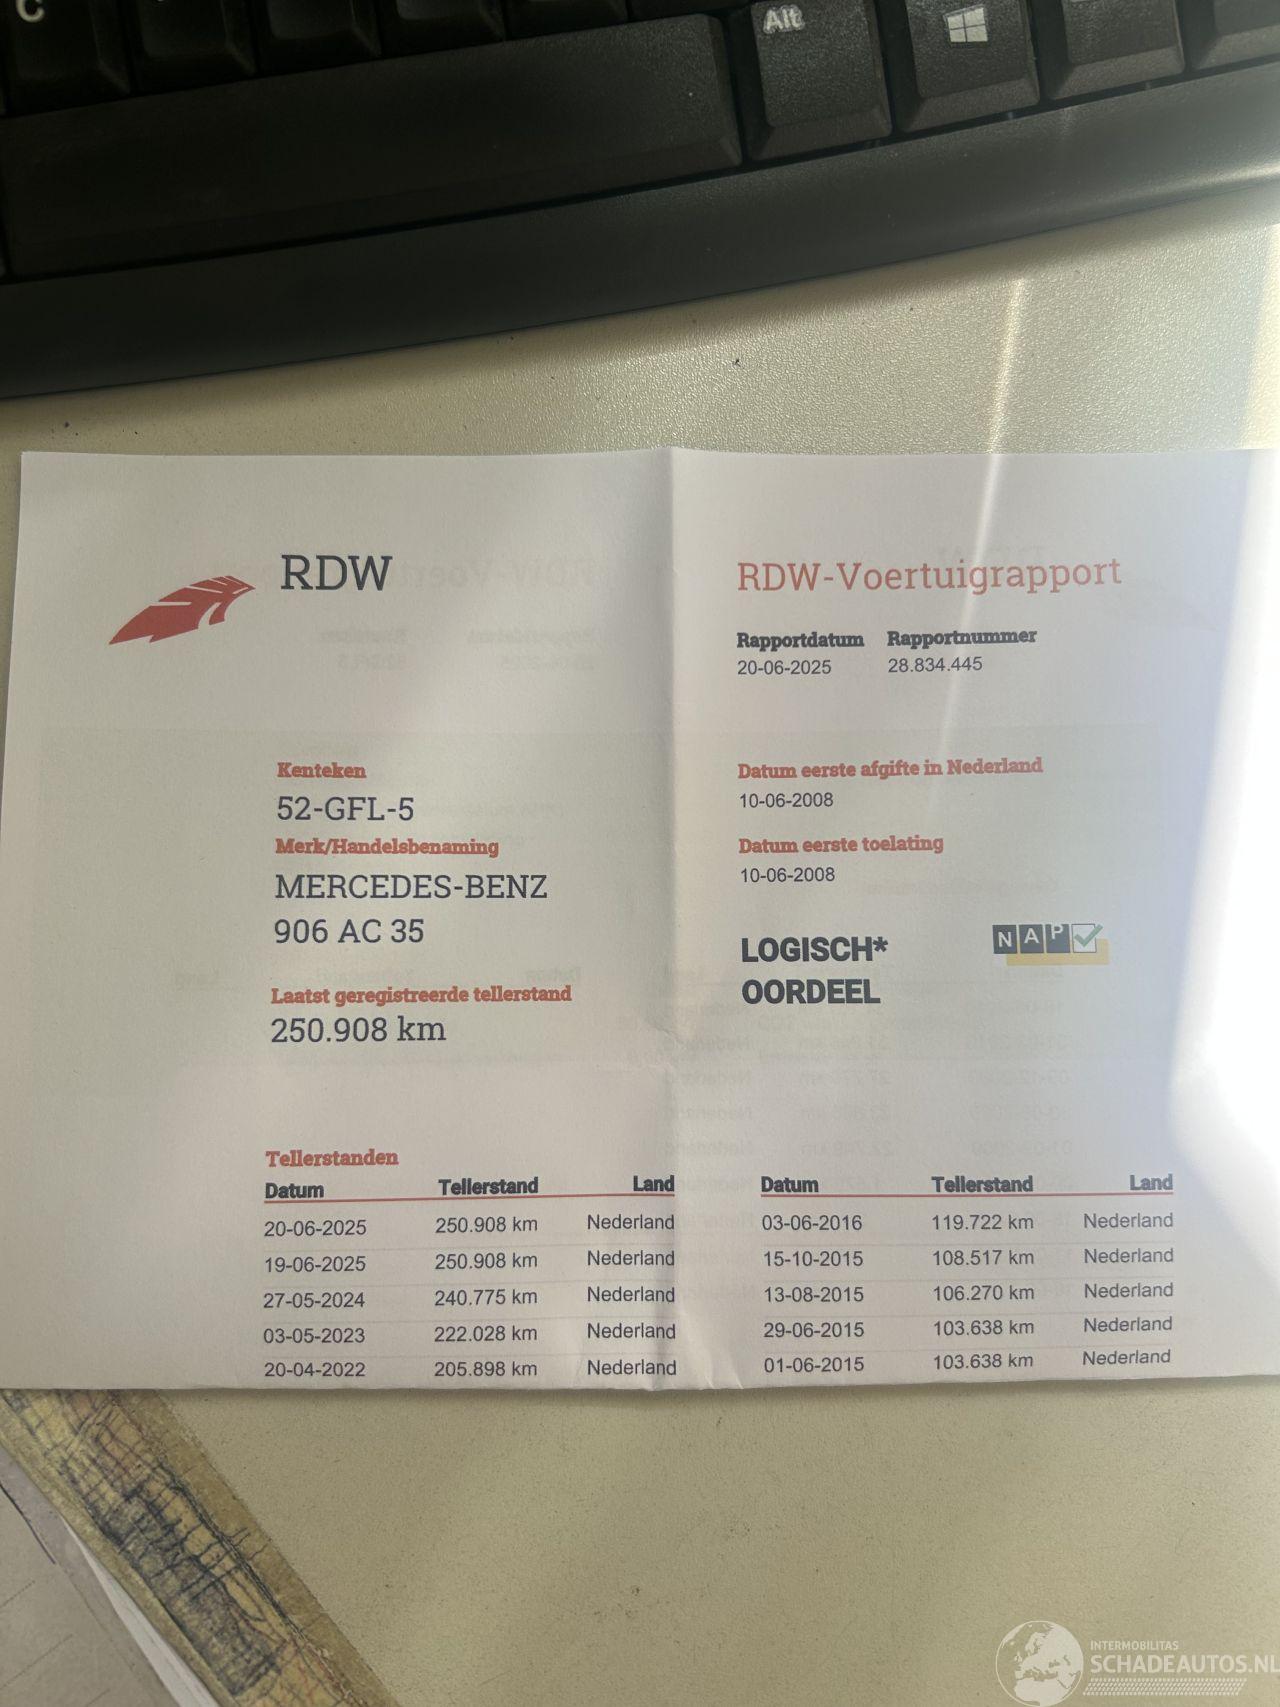 C
Alt
RDW
RDW-Voertuigrapport
Rapportdatum Rapportnummer
20-06-2025 28.834.445
Kenteken
52-GFL-5
Merk/Handelsbenaming
MERCEDES-BENZ
906 AC 35
Laatst geregistreerde tellerstand
250.908 km
Datum eerste afgifte in Nederland
10-06-2008
Datum eerste toelating
10-06-2008
LOGISCH*
OORDEEL
NAP
Tellerstanden
Datum Tellerstand Land
20-06-2025 250.908 km Nederland
19-06-2025 250.908 km Nederland
27-05-2024 240.775 km Nederland
03-05-2023 222.028 km Nederland
20-04-2022 205.898 km Nederland
Datum Tellerstand Land
03-06-2016 119.722 km Nederland
15-10-2015 108.517 km Nederland
13-08-2015 106.270 km Nederland
29-06-2015 103.638 km Nederland
01-06-2015 103.638 km Nederland
INTERMOBILITAS
SCHADEAUTOS.NL